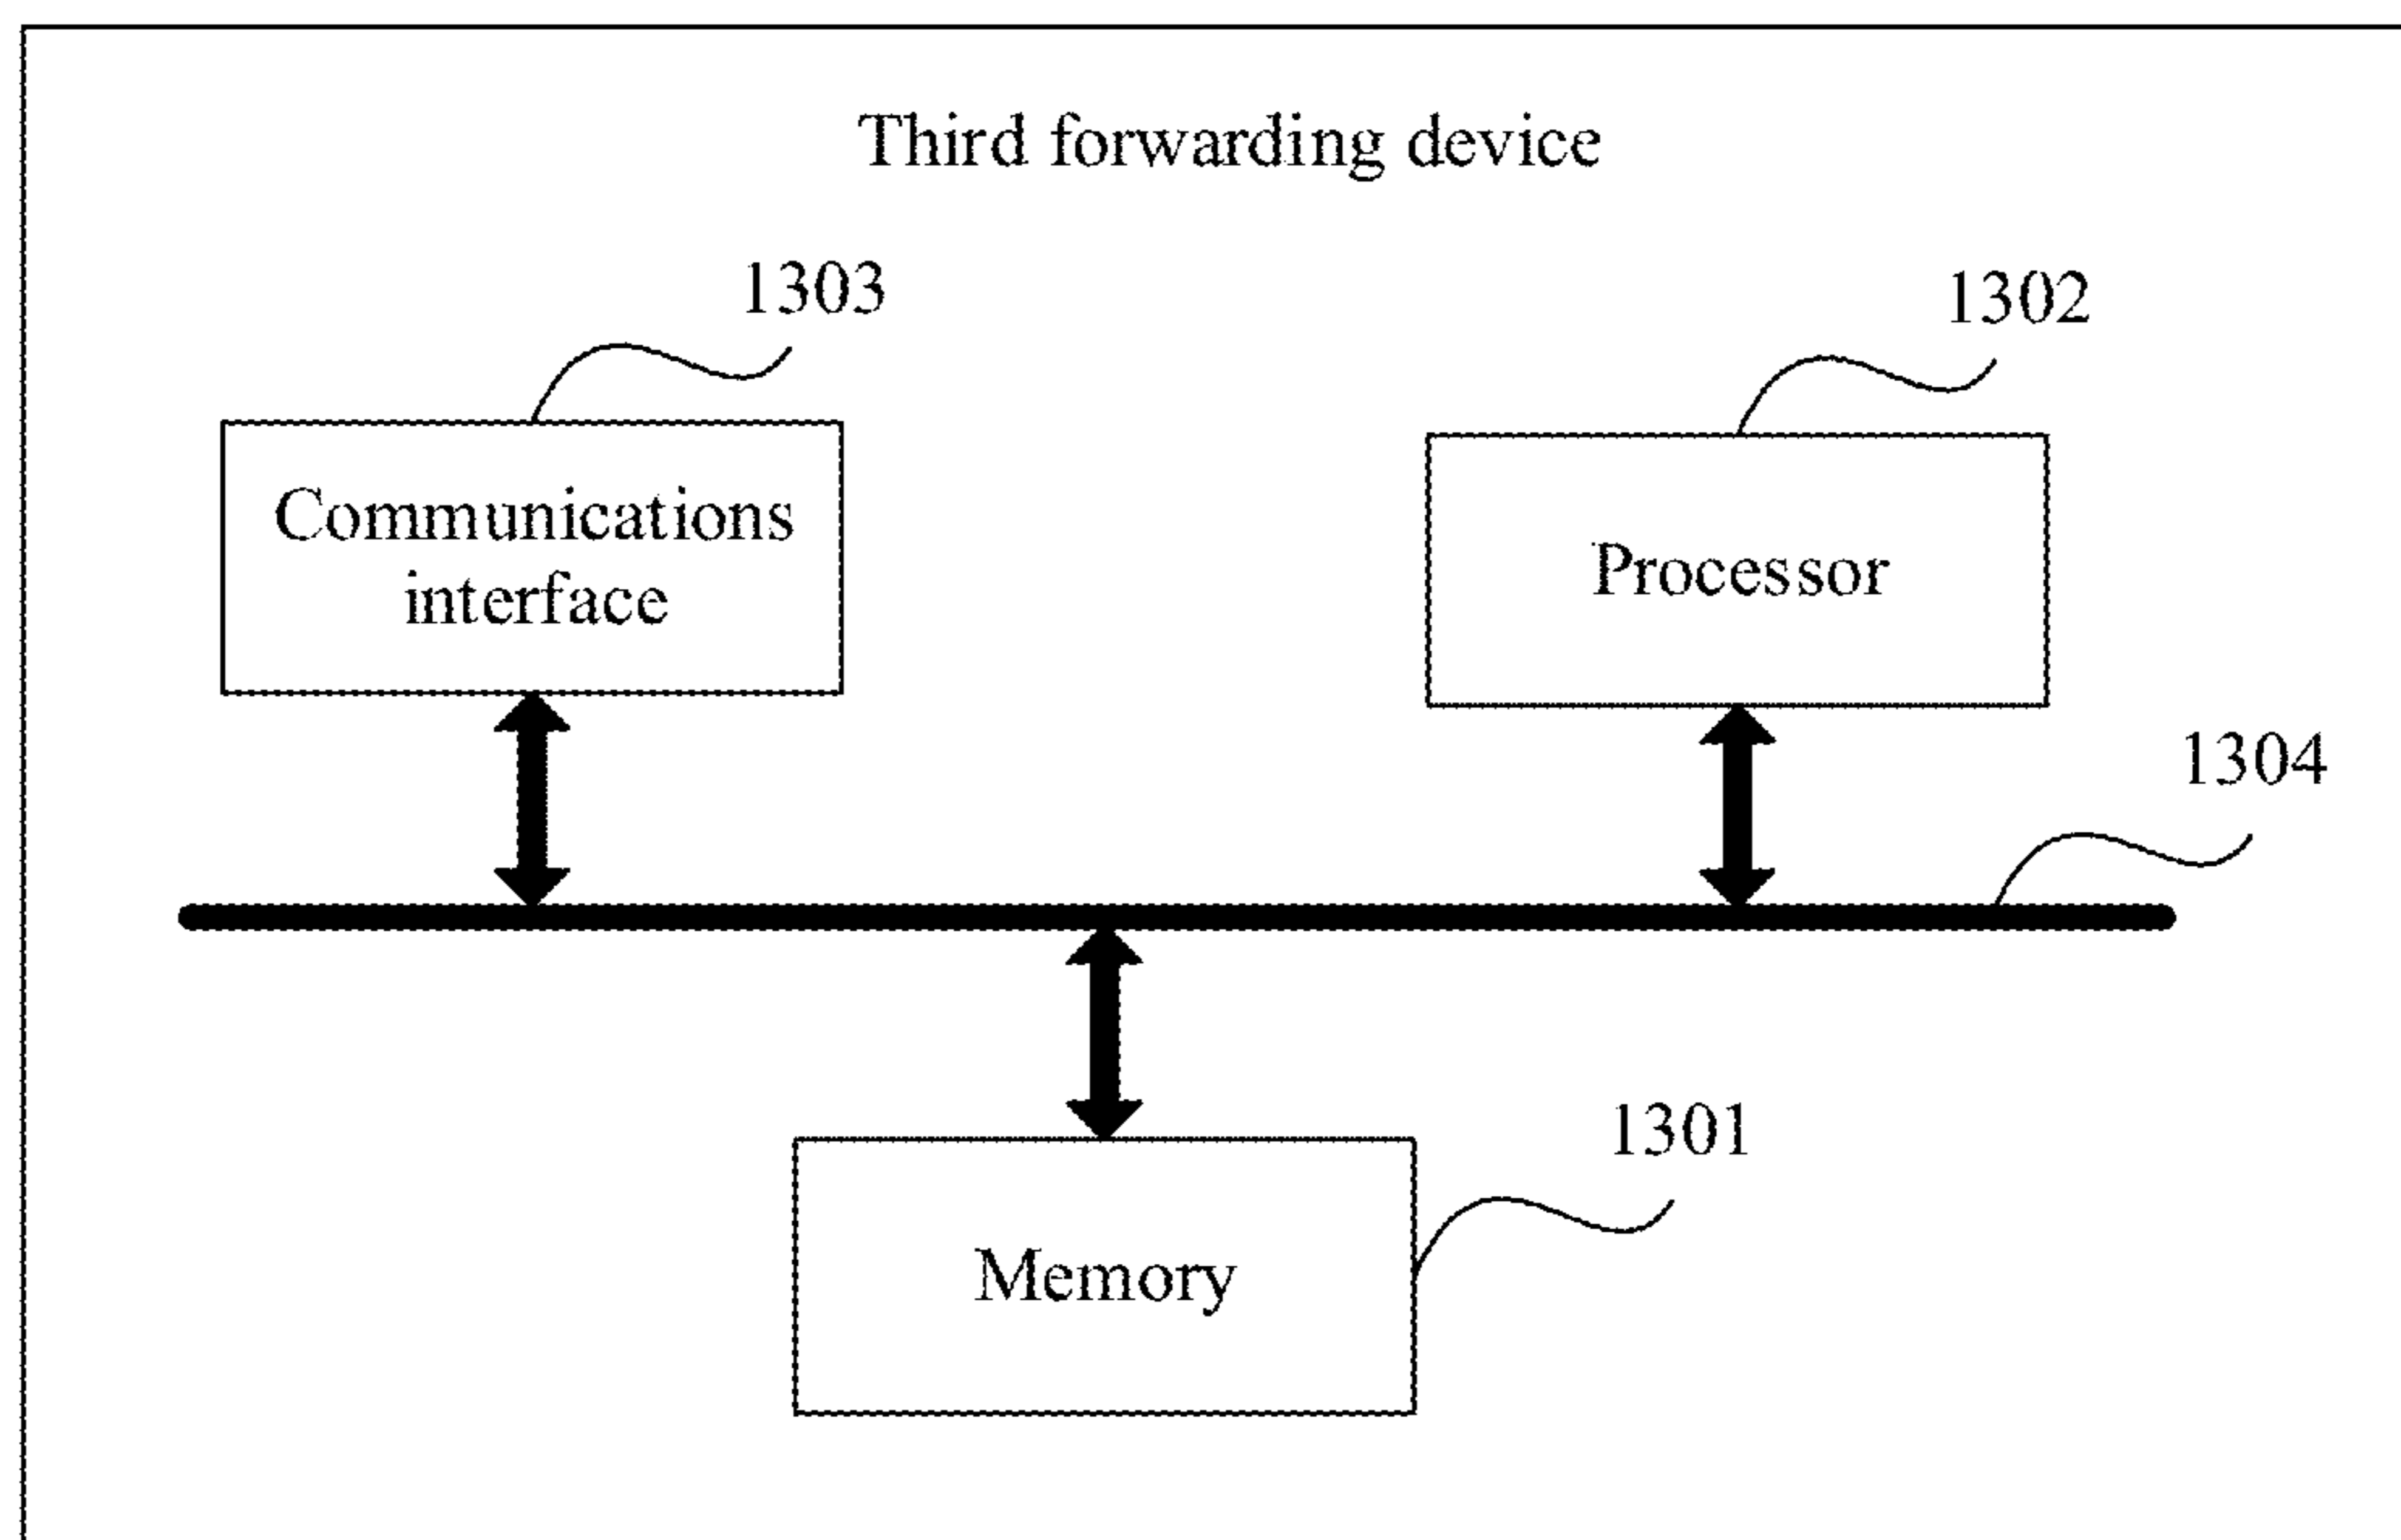 Third forwarding device
1303
1302
Communications
interface
Processor
1304
1301
Memory